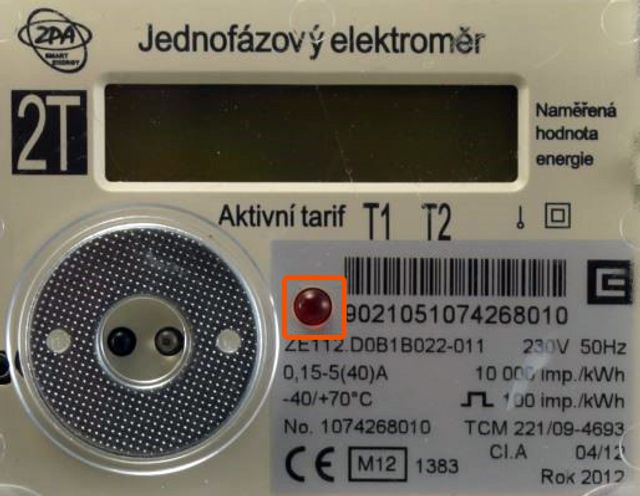 ZPA
SMART
ENERGY
Jednofázový elektroměr
2T
Naměřená
hodnota
energie
Aktivní tarif T1 T2
9021051074268010
ZE112.D0B1B022-011 230V 50Hz
0,15-5(40)A 10 000 imp./kWh
-40/+70°C 100 imp./kWh
No. 1074268010 TCM 221/09-4693
CE M12 1383 Cl.A 04/12
Rok 2012